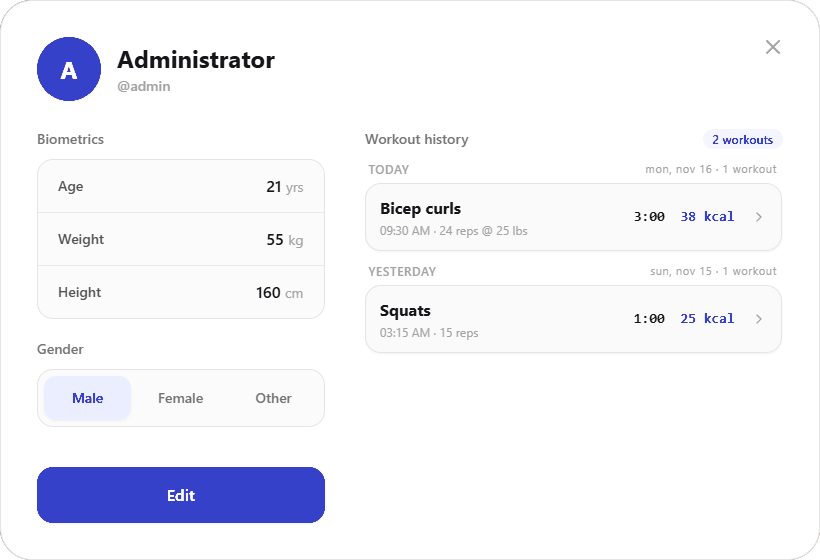 A
Administrator
@admin
Biometrics
Age 21 yrs
Weight 55 kg
Height 160 cm
Gender
Male Female Other
Edit
Workout history 2 workouts
TODAY mon, nov 16 · 1 workout
Bicep curls
09:30 AM · 24 reps @ 25 lbs
3:00 38 kcal
YESTERDAY sun, nov 15 · 1 workout
Squats
03:15 AM · 15 reps
1:00 25 kcal